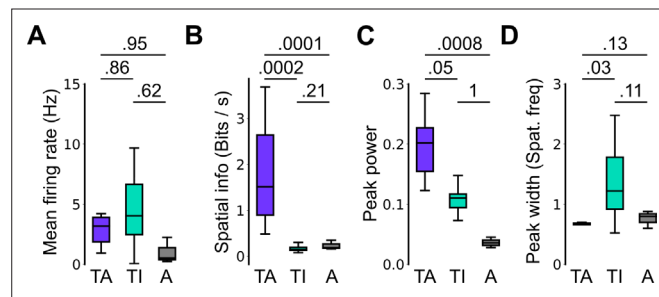 A
.95
.86
.62
Mean firing rate (Hz)
15
10
5
0
TA TI A
B
.0001
.0002
.21
Spatial info (Bits / s)
3
2
1
0
TA TI A
C
.0008
.05
1
Peak power
0.3
0.2
0.1
0.0
TA TI A
D
.13
.03
.11
Peak width (Spat. freq)
3
2
1
0
TA TI A